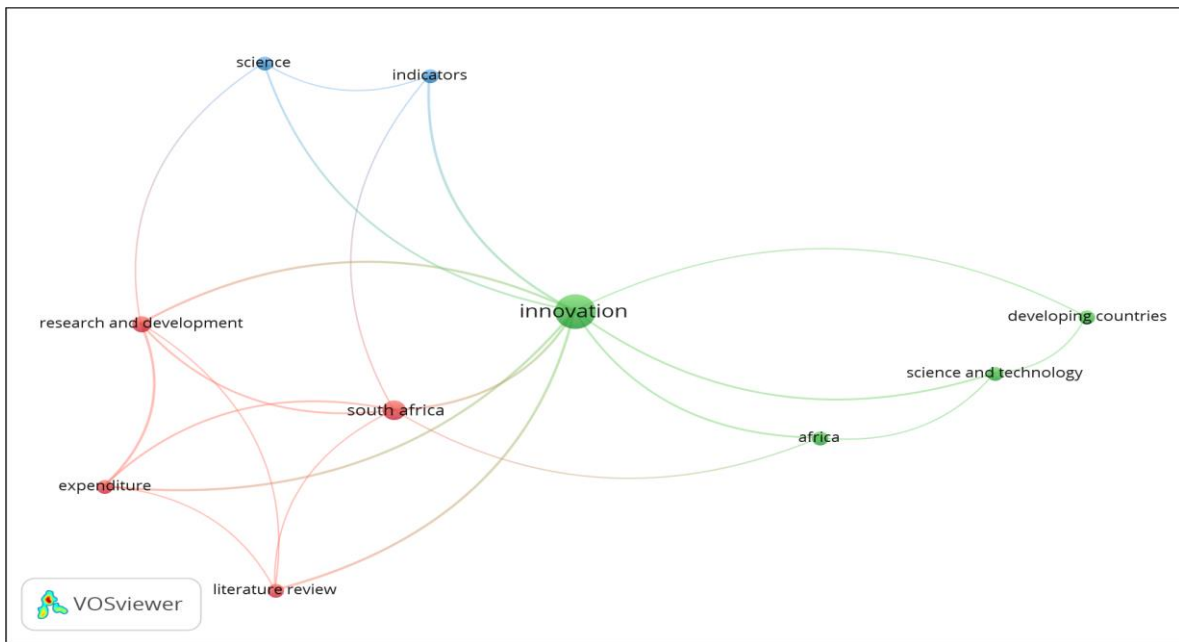 science
indicators
innovation
research and development
developing countries
science and technology
south africa
africa
expenditure
literature review
VOSviewer